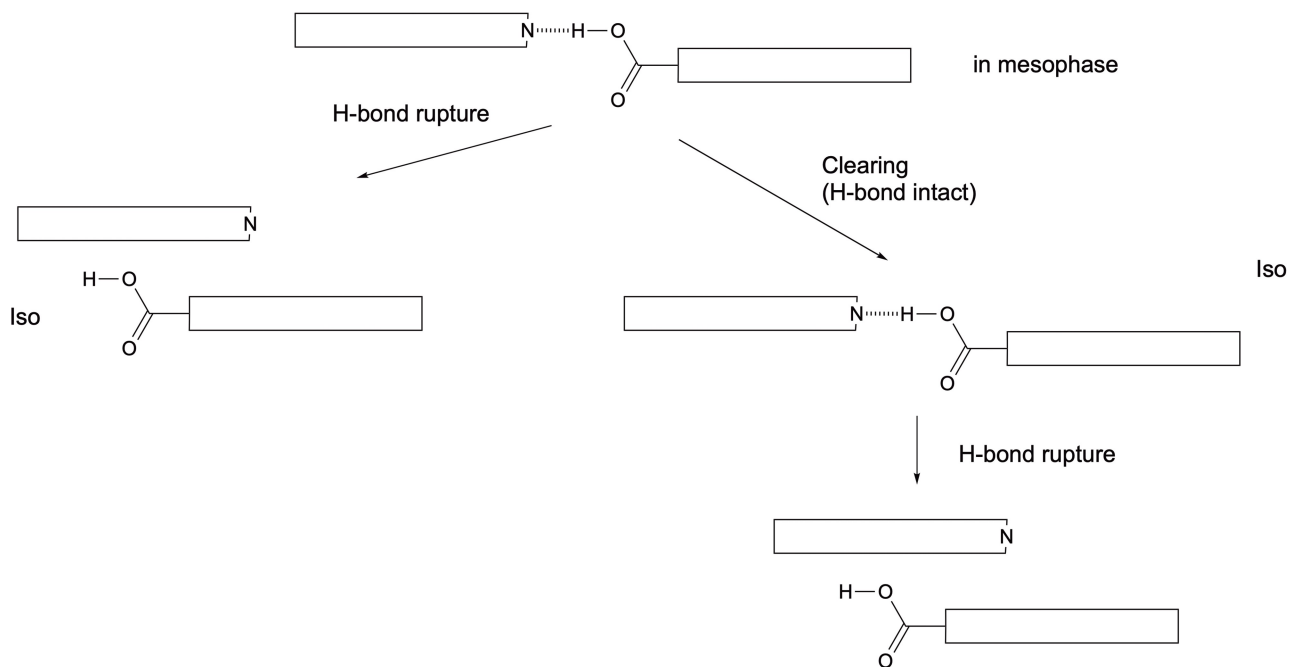 N H O
O
in mesophase
H-bond rupture
Clearing
(H-bond intact)
N
H O
O
Iso
Iso
N H O
O
H-bond rupture
N
H O
O